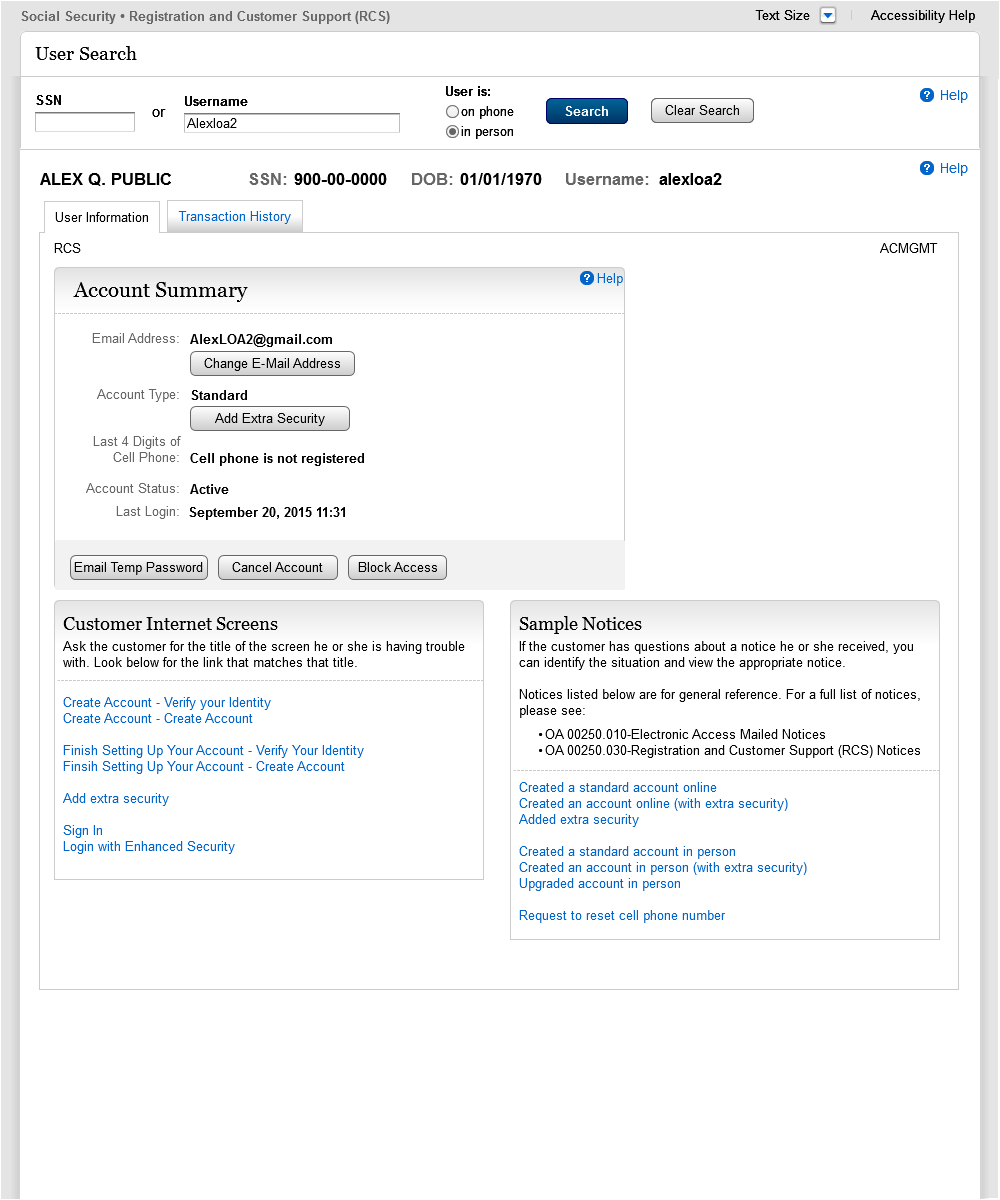 Social Security • Registration and Customer Support (RCS)
Text Size
Accessibility Help
User Search
SSN
or
Username
Alexloa2
User is:
on phone
in person
Search
Clear Search
? Help
ALEX Q. PUBLIC SSN: 900-00-0000 DOB: 01/01/1970 Username: alexloa2
? Help
User Information
Transaction History
RCS
ACMGMT
Account Summary
? Help
Email Address: AlexLOA2@gmail.com
Change E-Mail Address
Account Type: Standard
Add Extra Security
Last 4 Digits of
Cell Phone: Cell phone is not registered
Account Status: Active
Last Login: September 20, 2015 11:31
Email Temp Password
Cancel Account
Block Access
Customer Internet Screens
Ask the customer for the title of the screen he or she is having trouble
with. Look below for the link that matches that title.
Create Account - Verify your Identity
Create Account - Create Account
Finish Setting Up Your Account - Verify Your Identity
Finsih Setting Up Your Account - Create Account
Add extra security
Sign In
Login with Enhanced Security
Sample Notices
If the customer has questions about a notice he or she received, you
can identify the situation and view the appropriate notice.
Notices listed below are for general reference. For a full list of notices,
please see:
• OA 00250.010-Electronic Access Mailed Notices
• OA 00250.030-Registration and Customer Support (RCS) Notices
Created a standard account online
Created an account online (with extra security)
Added extra security
Created a standard account in person
Created an account in person (with extra security)
Upgraded account in person
Request to reset cell phone number